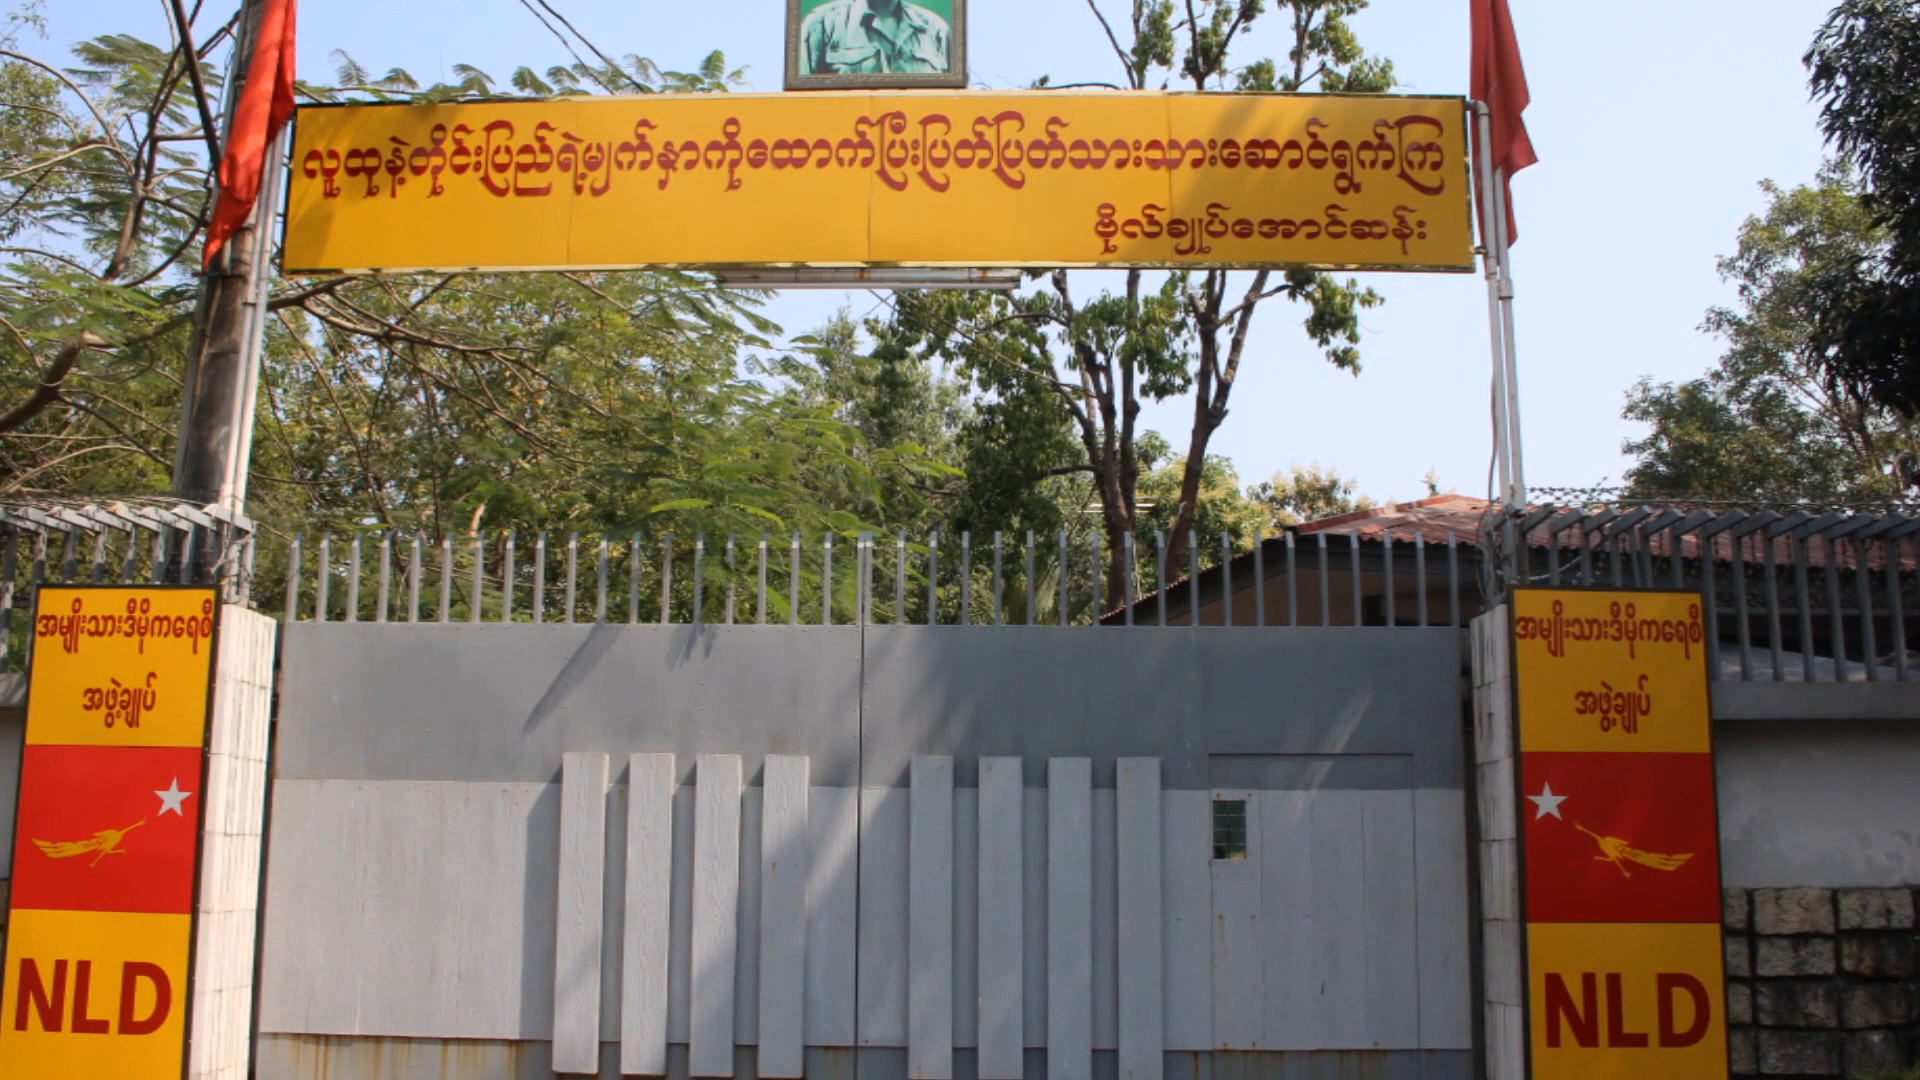 လူထုနဲ့တိုင်းပြည်ရဲ့မျက်နှာကိုထောက်ပြီးပြတ်ပြတ်သားသားဆောင်ရွက်ကြ
ဗိုလ်ချုပ်အောင်ဆန်း
အမျိုးသားဒီမိုကရေစီ
အဖွဲ့ချုပ်
NLD
အမျိုးသားဒီမိုကရေစီ
အဖွဲ့ချုပ်
NLD